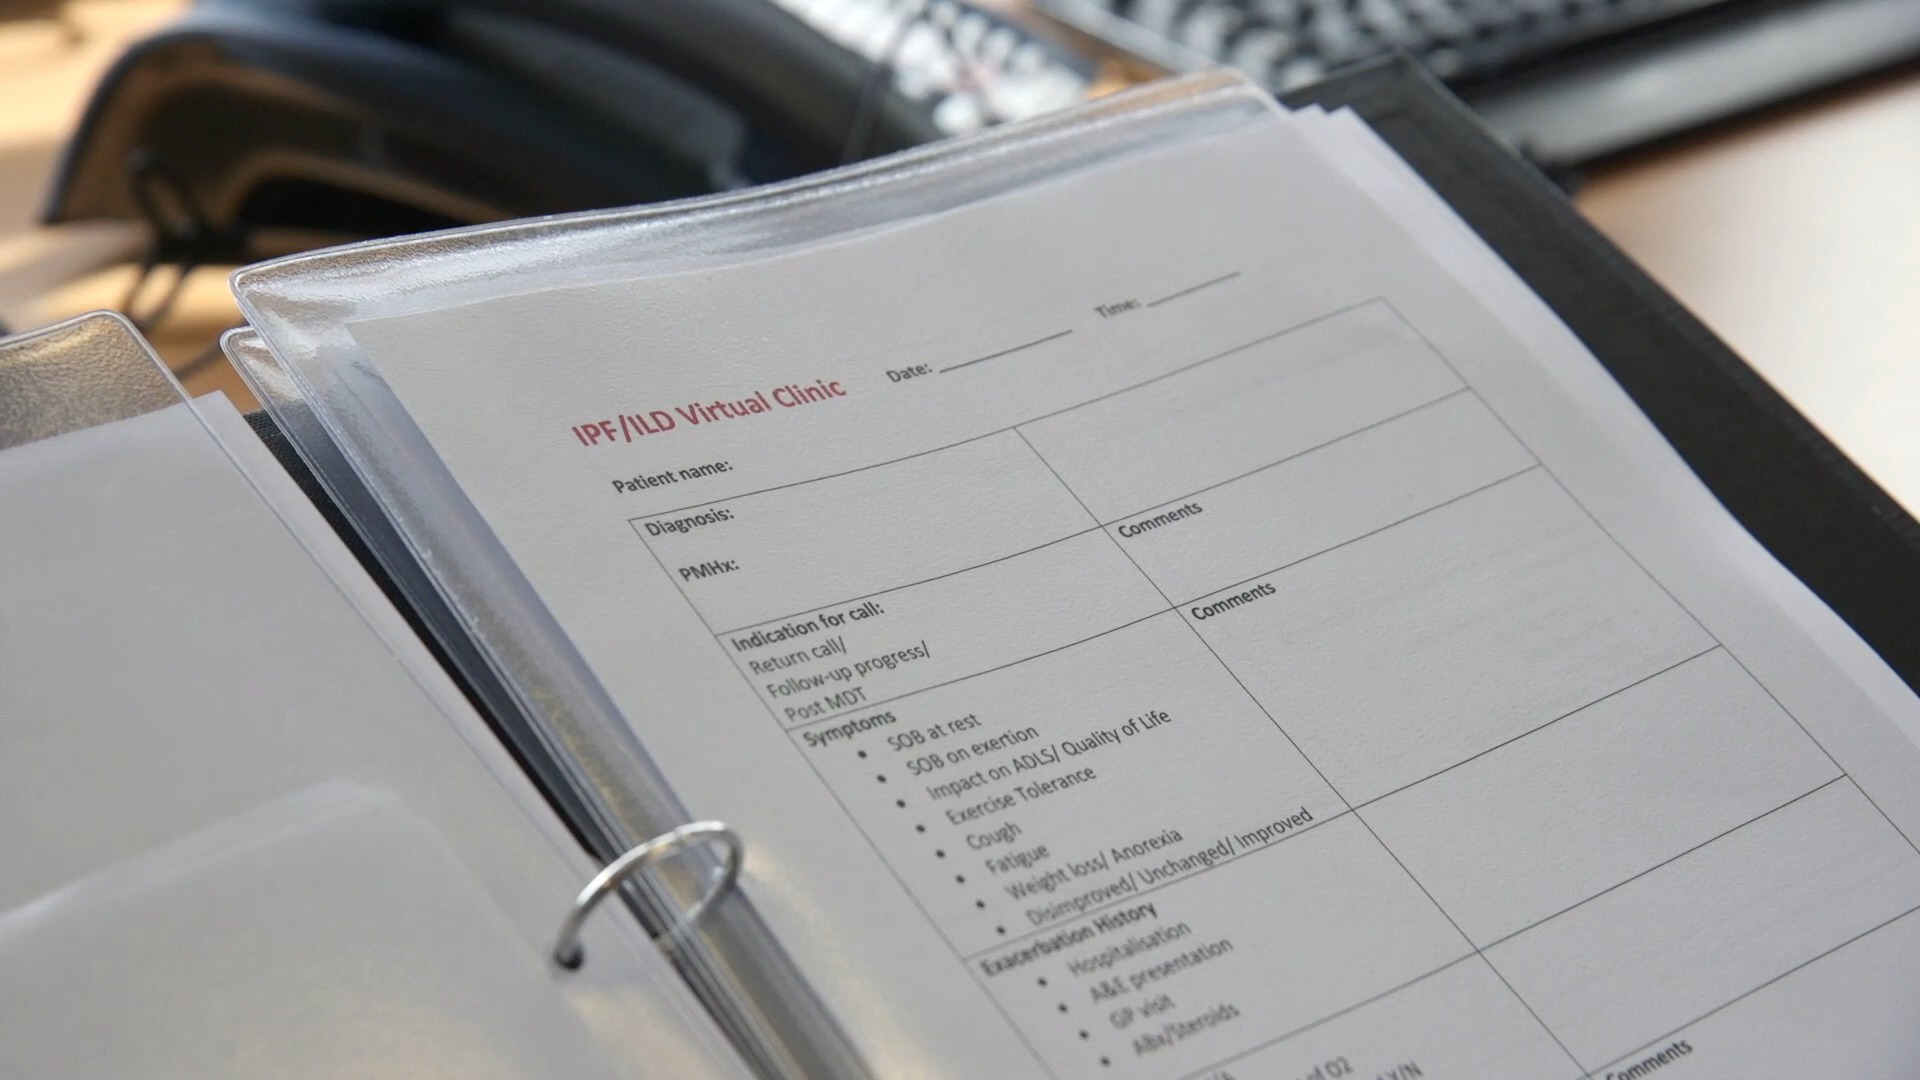 Date: Time:
IPF/ILD Virtual Clinic
Patient name:
Diagnosis:
PMHx:
Indication for call:
Return call/
Follow-up progress/
Post MDT
Comments
Symptoms
SOB at rest
SOB on exertion
Impact on ADLS/ Quality of Life
Exercise Tolerance
Cough
Fatigue
Weight loss/ Anorexia
Disimproved/ Unchanged/ Improved
Comments
Exacerbation History
Hospitalisation
A&E presentation
GP visit
ABx/Steroids
of O2
Y/N
Comments